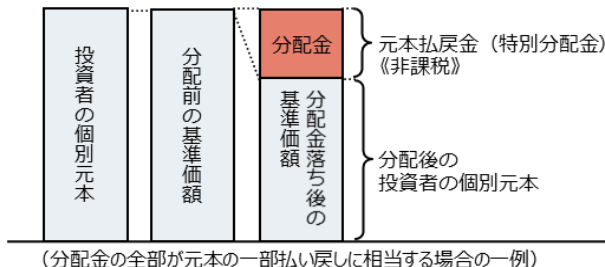 投資者の個別元本
分配前の基準価額
分配金
分配金落ち後の
基準価額
元本払戻金（特別分配金）
《非課税》
分配後の
投資者の個別元本
（分配金の全部が元本の一部払い戻しに相当する場合の一例）